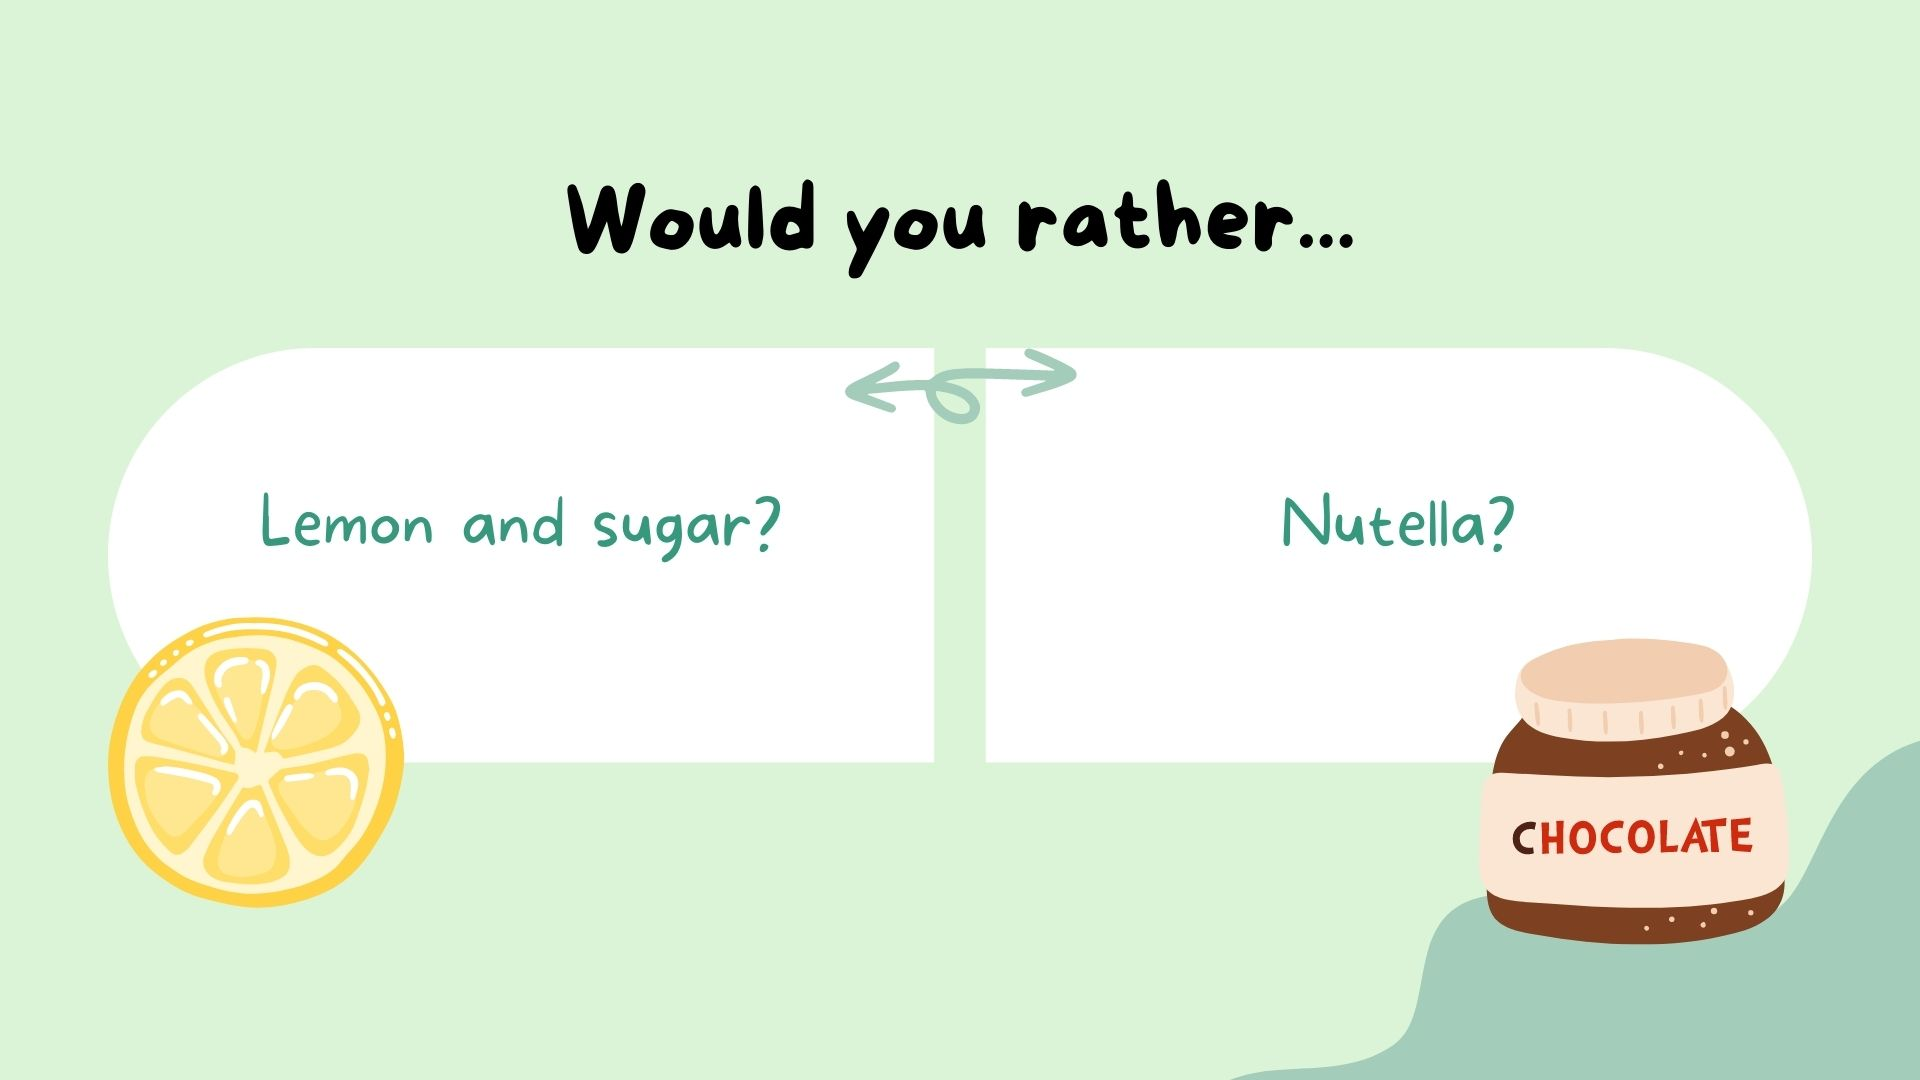 Would you rather...
Lemon and sugar?
Nutella?
CHOCOLATE